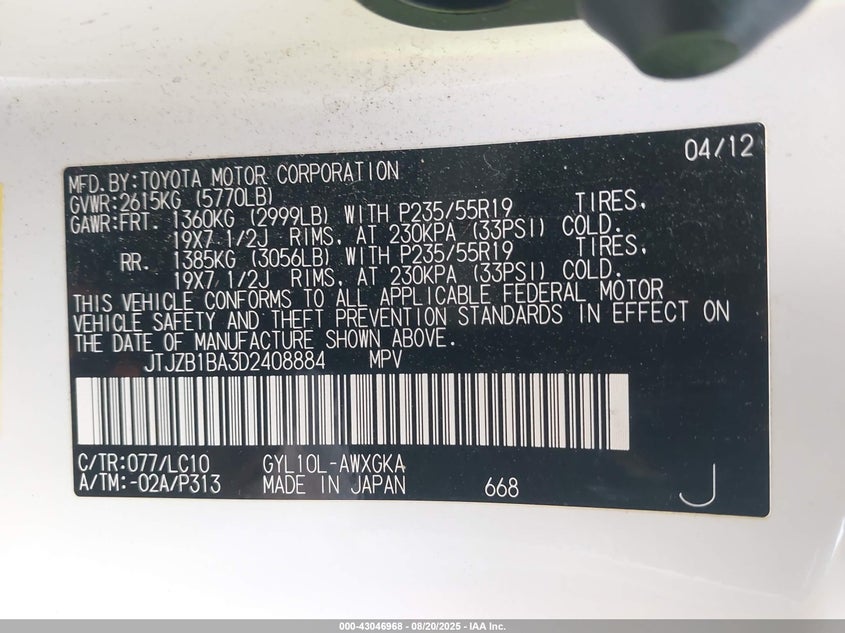 04/12
MFD.BY:TOYOTA MOTOR CORPORATION
GVWR:2615KG (5770LB)
GAWR:FRT. 1360KG (2999LB) WITH P235/55R19 TIRES,
19X7 1/2J RIMS, AT 230KPA (33PSI) COLD.
RR. 1385KG (3056LB) WITH P235/55R19 TIRES,
19X7 1/2J RIMS, AT 230KPA (33PSI) COLD.
THIS VEHICLE CONFORMS TO ALL APPLICABLE FEDERAL MOTOR
VEHICLE SAFETY AND THEFT PREVENTION STANDARDS IN EFFECT ON
THE DATE OF MANUFACTURE SHOWN ABOVE.
JTJZB1BA3D2408884 MPV
C/TR:077/LC10 GYL10L-AWXGKA
A/TM:-02A/P313 MADE IN JAPAN 668 J
000-43046968 - 08/20/2025 - IAA Inc.